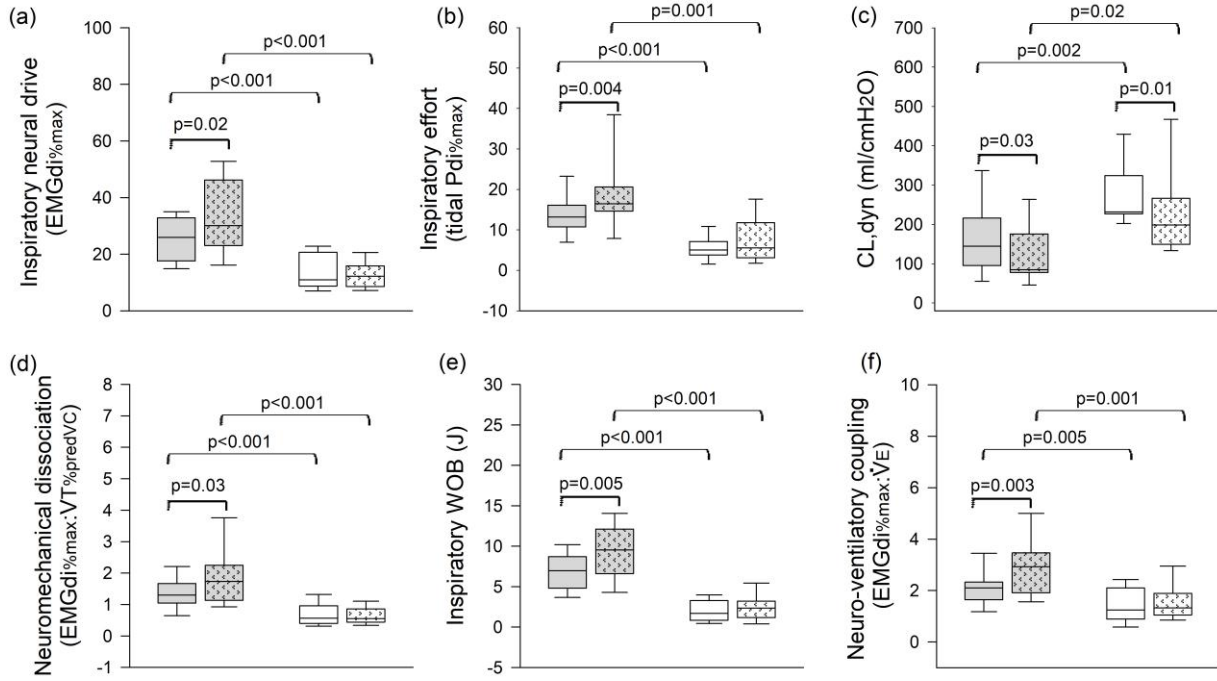 (a)
Inspiratory neural drive
(EMGdi%max)
100
80
60
40
20
0
p<0.001
p<0.001
p=0.02
(b)
Inspiratory effort
(tidal Pdi%max)
60
50
40
30
20
10
0
-10
p=0.001
p<0.001
p=0.004
(c)
CL,dyn (ml/cmH2O)
700
600
500
400
300
200
100
0
p=0.02
p=0.002
p=0.01
p=0.03
(d)
Neuromechanical dissociation
(EMGdi%max:VT%predVC)
8
7
6
5
4
3
2
1
0
-1
p<0.001
p<0.001
p=0.03
(e)
Inspiratory WOB (J)
30
25
20
15
10
5
0
-5
p<0.001
p<0.001
p=0.005
(f)
Neuro-ventilatory coupling
(EMGdi%max:V̇E)
10
8
6
4
2
0
p=0.001
p=0.005
p=0.003